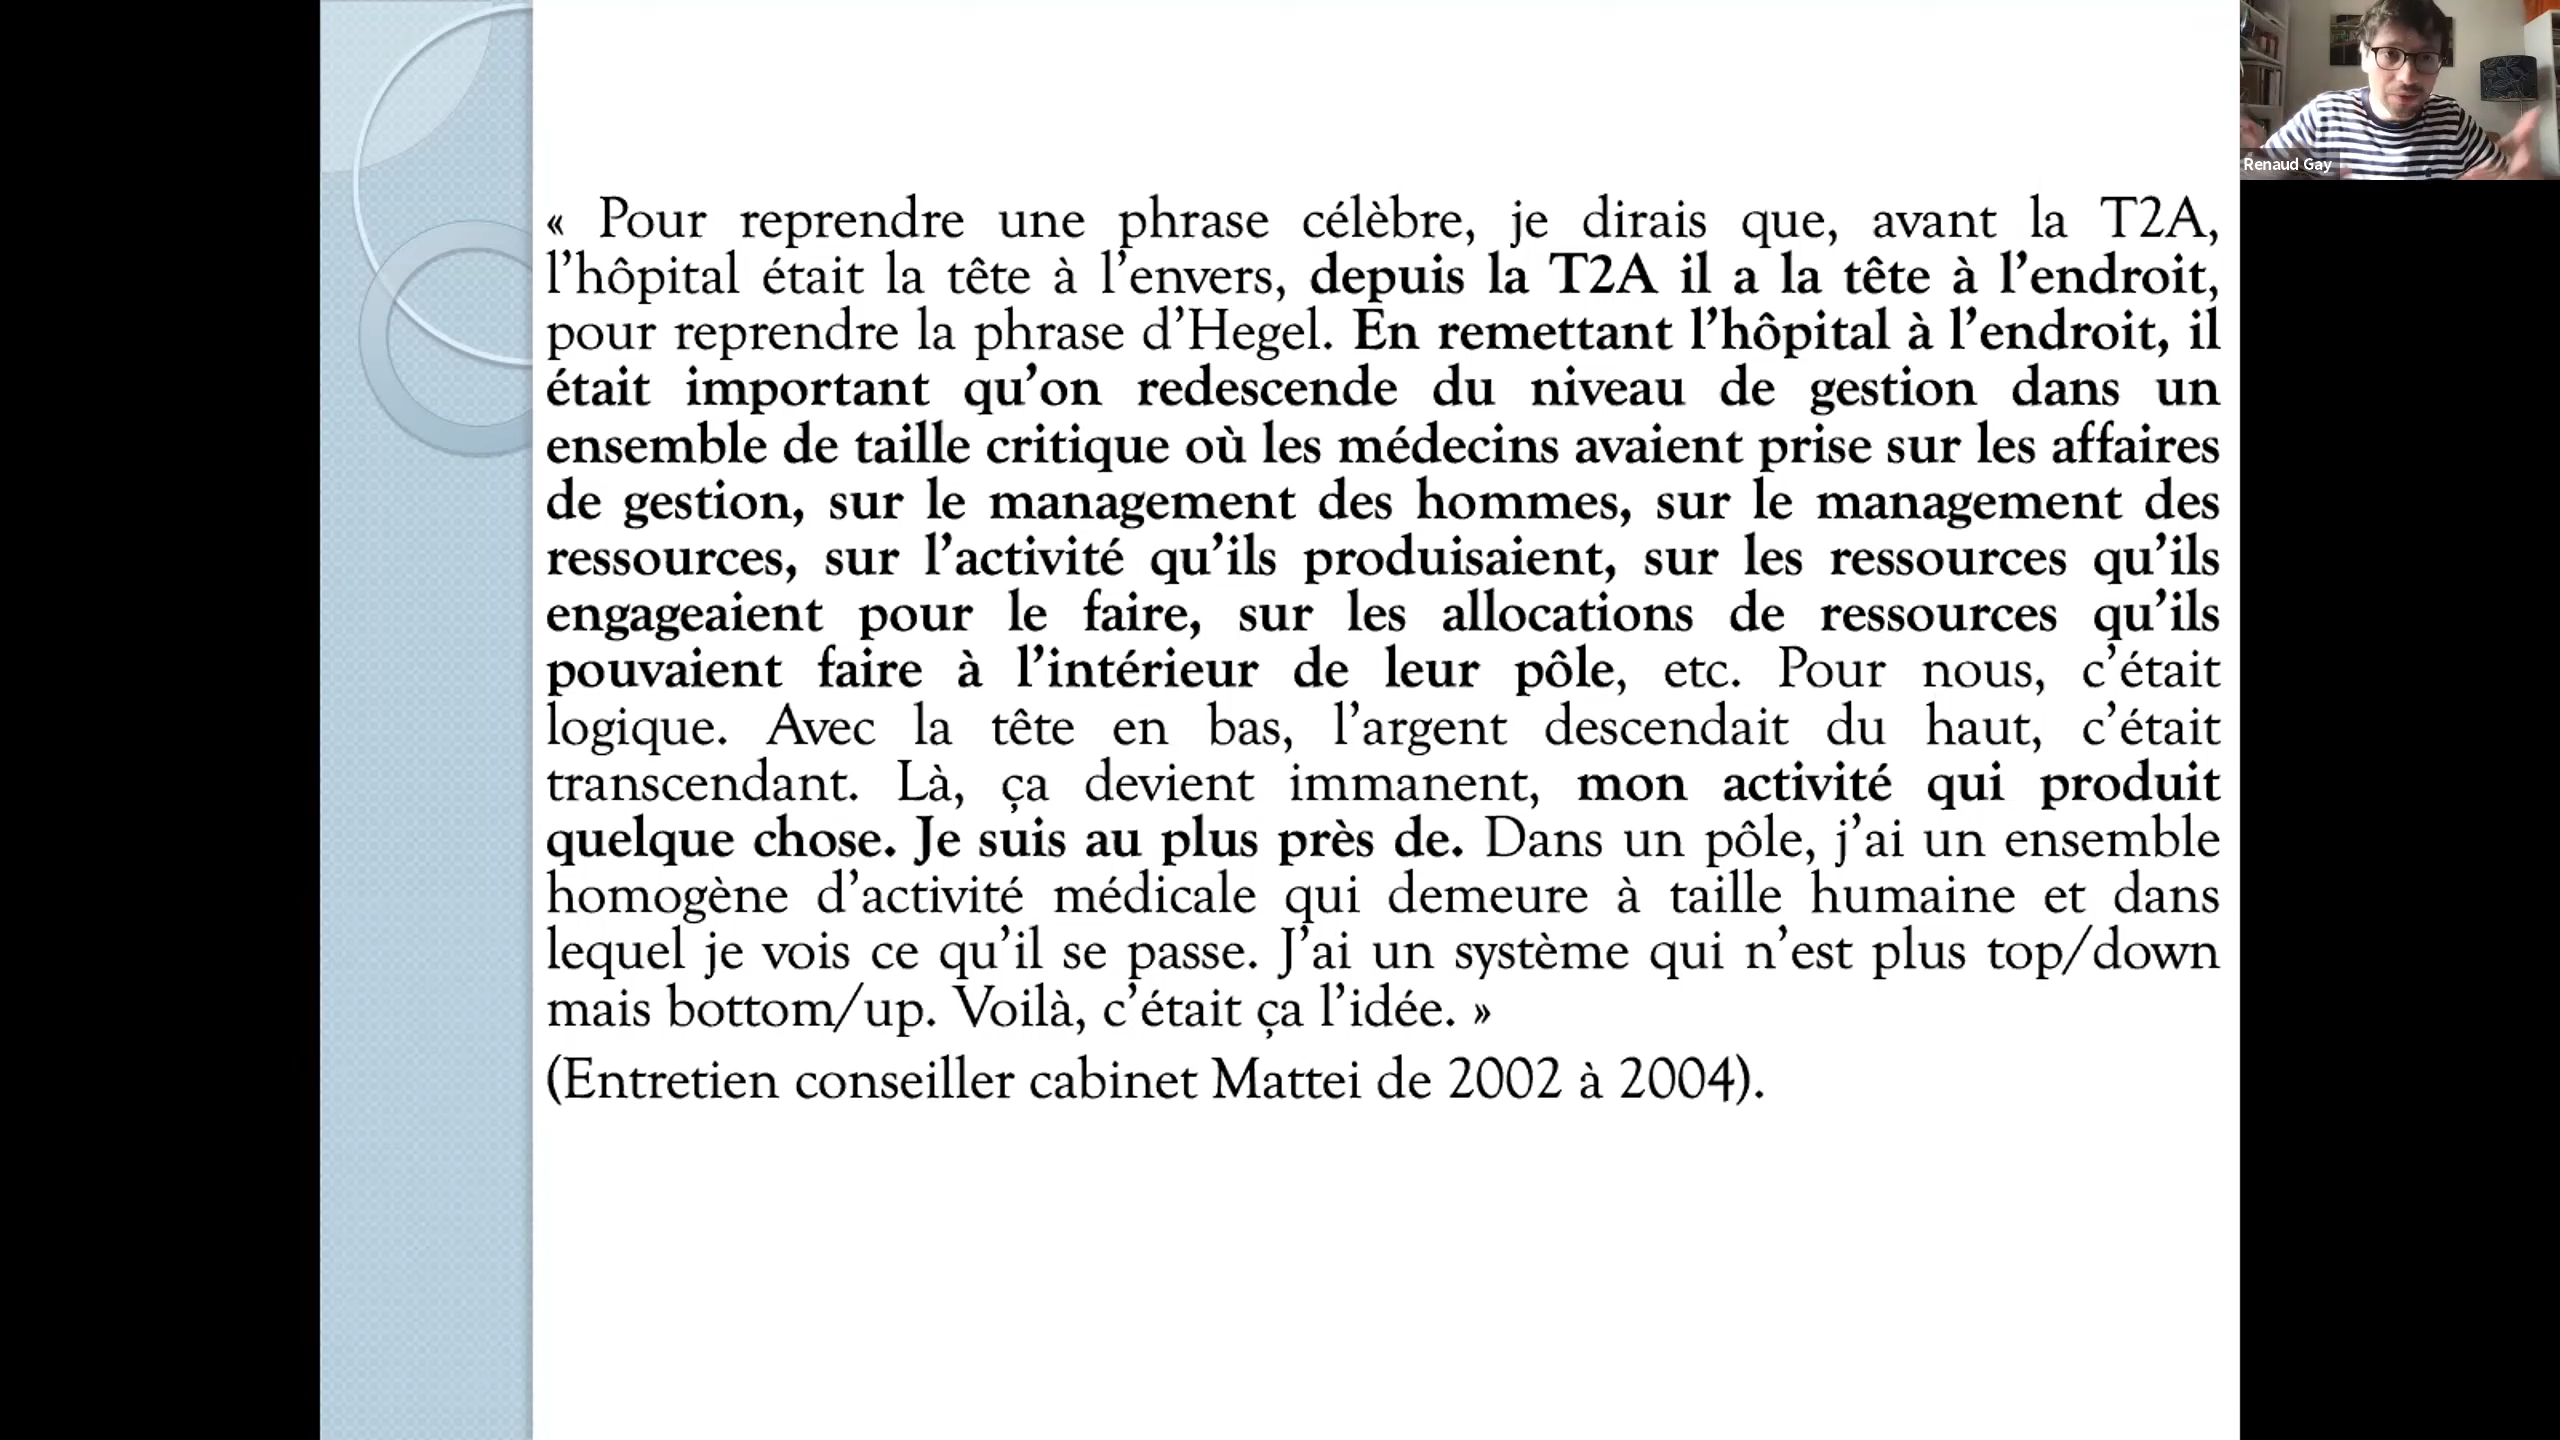 « Pour reprendre une phrase célèbre, je dirais que, avant la T2A,
l’hôpital était la tête à l’envers, depuis la T2A il a la tête à l’endroit,
pour reprendre la phrase d’Hegel. En remettant l’hôpital à l’endroit, il
était important qu’on redescende du niveau de gestion dans un
ensemble de taille critique où les médecins avaient prise sur les affaires
de gestion, sur le management des hommes, sur le management des
ressources, sur l’activité qu’ils produisaient, sur les ressources qu’ils
engageaient pour le faire, sur les allocations de ressources qu’ils
pouvaient faire à l’intérieur de leur pôle, etc. Pour nous, c’était
logique. Avec la tête en bas, l’argent descendait du haut, c’était
transcendant. Là, ça devient immanent, mon activité qui produit
quelque chose. Je suis au plus près de. Dans un pôle, j’ai un ensemble
homogène d’activité médicale qui demeure à taille humaine et dans
lequel je vois ce qu’il se passe. J’ai un système qui n’est plus top/down
mais bottom/up. Voilà, c’était ça l’idée. »
(Entretien conseiller cabinet Mattei de 2002 à 2004).
Renaud Gay